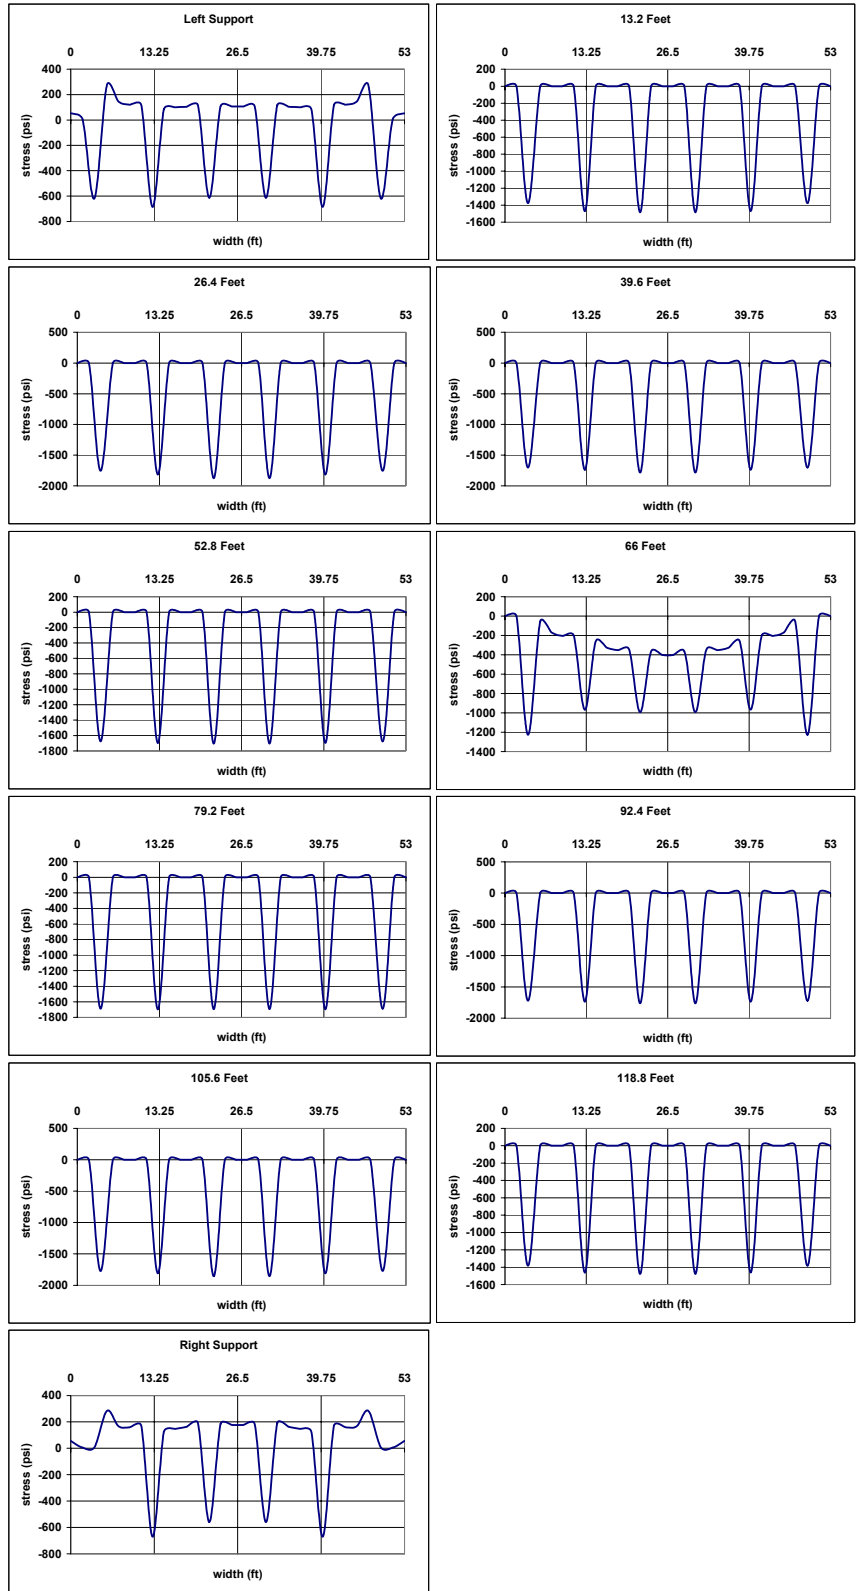 Left Support
0 13.25 26.5 39.75 53
400
200
0
-200
-400
-600
-800
stress (psi)
width (ft)
13.2 Feet
0 13.25 26.5 39.75 53
200
0
-200
-400
-600
-800
-1000
-1200
-1400
-1600
stress (psi)
width (ft)
26.4 Feet
0 13.25 26.5 39.75 53
500
0
-500
-1000
-1500
-2000
stress (psi)
width (ft)
39.6 Feet
0 13.25 26.5 39.75 53
500
0
-500
-1000
-1500
-2000
stress (psi)
width (ft)
52.8 Feet
0 13.25 26.5 39.75 53
200
0
-200
-400
-600
-800
-1000
-1200
-1400
-1600
-1800
stress (psi)
width (ft)
66 Feet
0 13.25 26.5 39.75 53
200
0
-200
-400
-600
-800
-1000
-1200
-1400
stress (psi)
width (ft)
79.2 Feet
0 13.25 26.5 39.75 53
200
0
-200
-400
-600
-800
-1000
-1200
-1400
-1600
-1800
stress (psi)
width (ft)
92.4 Feet
0 13.25 26.5 39.75 53
500
0
-500
-1000
-1500
-2000
stress (psi)
width (ft)
105.6 Feet
0 13.25 26.5 39.75 53
500
0
-500
-1000
-1500
-2000
stress (psi)
width (ft)
118.8 Feet
0 13.25 26.5 39.75 53
200
0
-200
-400
-600
-800
-1000
-1200
-1400
-1600
stress (psi)
width (ft)
Right Support
0 13.25 26.5 39.75 53
400
200
0
-200
-400
-600
-800
stress (psi)
width (ft)